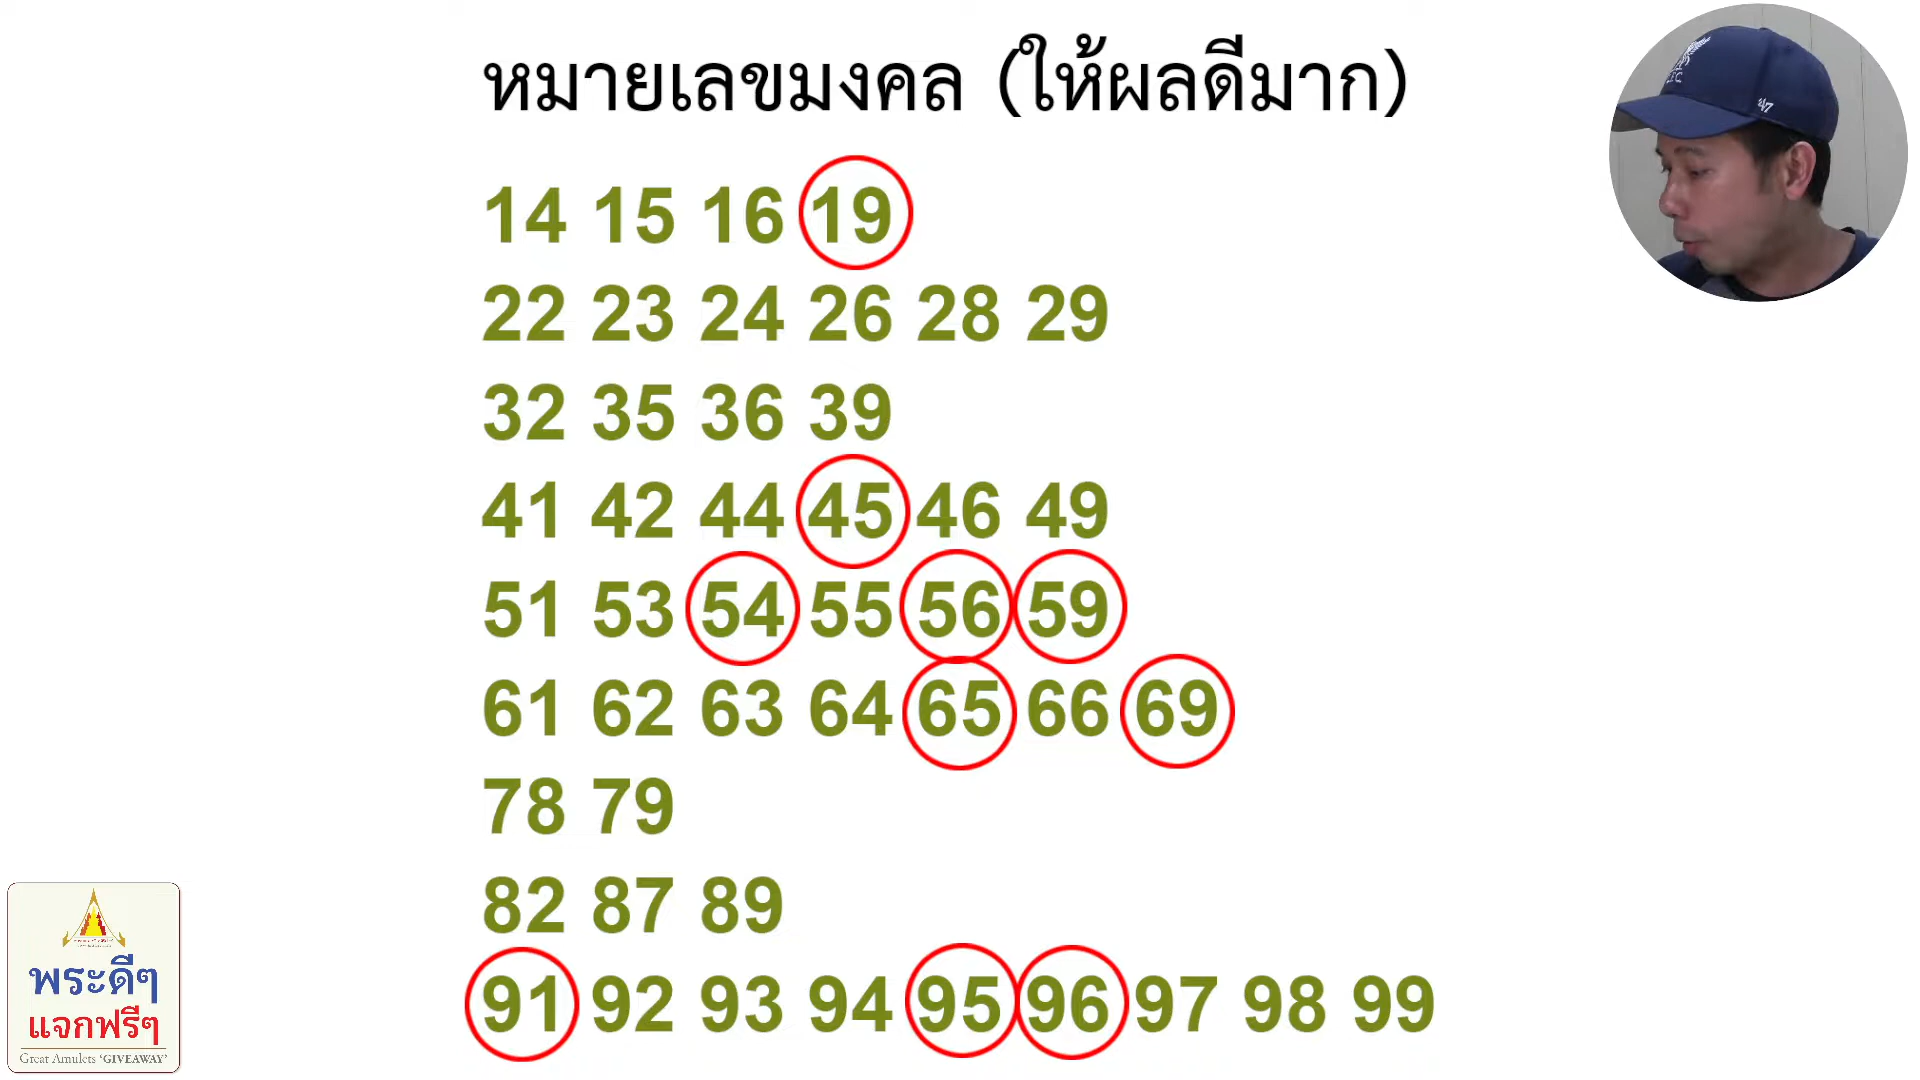 หมายเลขมงคล (ให้ผลดีมาก)
14 15 16 19
22 23 24 26 28 29
32 35 36 39
41 42 44 45 46 49
51 53 54 55 56 59
61 62 63 64 65 66 69
78 79
82 87 89
91 92 93 94 95 96 97 98 99
'47
พระดีๆ
แจกฟรีๆ
Great Amulets 'GIVEAWAY'